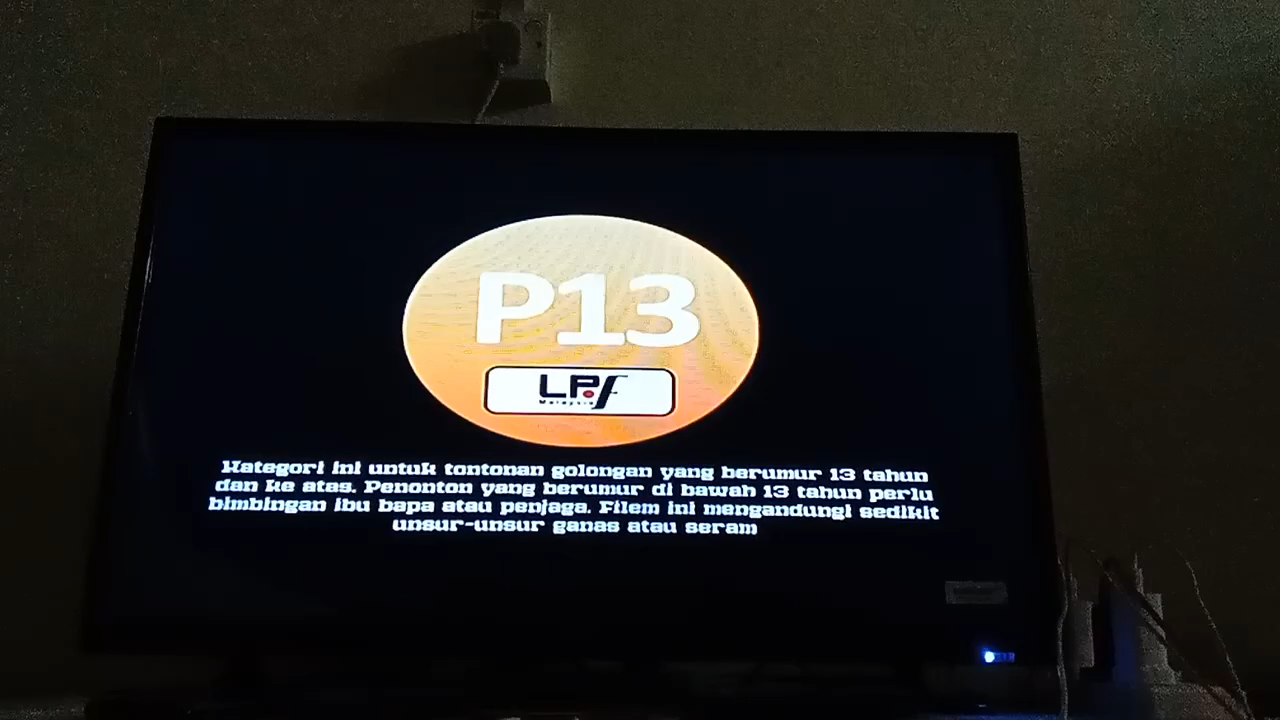 P13
LPf
Malaysia
Kategori ini untuk tontonan golongan yang berumur 13 tahun
dan ke atas. Penonton yang berumur di bawah 13 tahun perlu
bimbingan ibu bapa atau penjaga. Filem ini mengandungi sedikit
unsur-unsur ganas atau seram